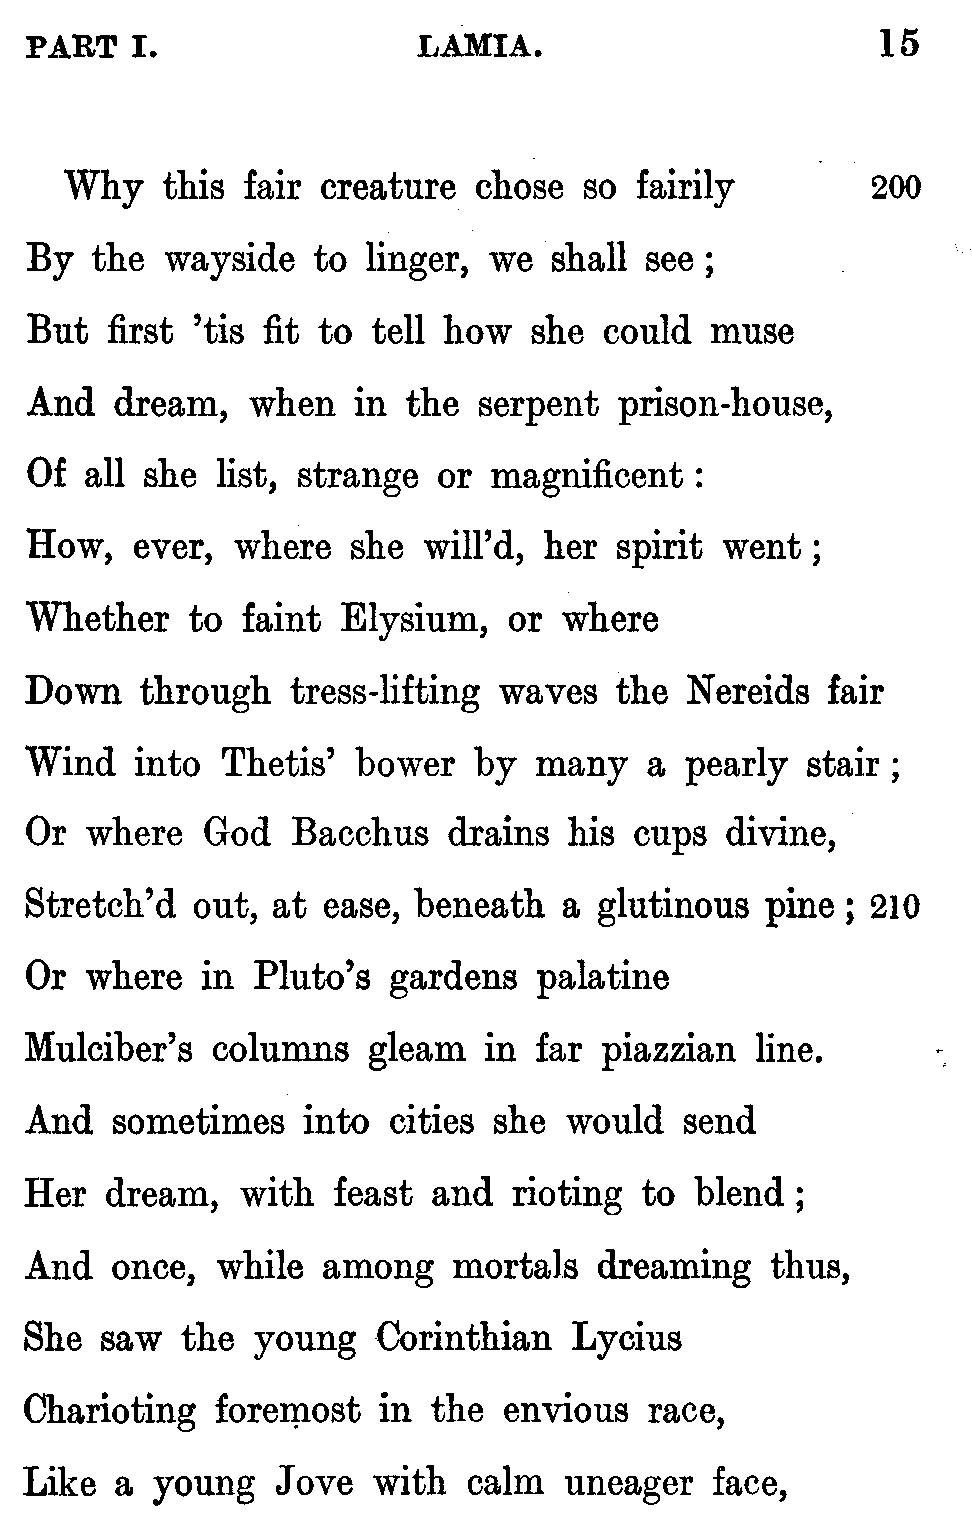 PART I. LAMIA. 15
Why this fair creature chose so fairily 200
By the wayside to linger, we shall see ;
But first ’tis fit to tell how she could muse
And dream, when in the serpent prison-house,
Of all she list, strange or magnificent :
How, ever, where she will’d, her spirit went ;
Whether to faint Elysium, or where
Down through tress-lifting waves the Nereids fair
Wind into Thetis’ bower by many a pearly stair ;
Or where God Bacchus drains his cups divine,
Stretch’d out, at ease, beneath a glutinous pine ; 210
Or where in Pluto’s gardens palatine
Mulciber’s columns gleam in far piazzian line.
And sometimes into cities she would send
Her dream, with feast and rioting to blend ;
And once, while among mortals dreaming thus,
She saw the young Corinthian Lycius
Charioting foremost in the envious race,
Like a young Jove with calm uneager face,